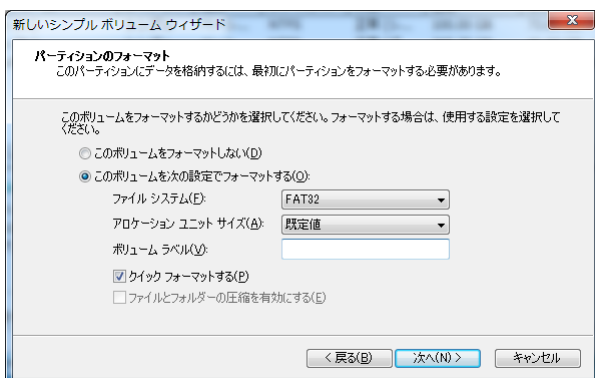 新しいシンプル ボリューム ウィザード
パーティションのフォーマット
このパーティションにデータを格納するには、最初にパーティションをフォーマットする必要があります。
このボリュームをフォーマットするかどうかを選択してください。フォーマットする場合は、使用する設定を選択して
ください。
このボリュームをフォーマットしない(D)
このボリュームを次の設定でフォーマットする(O):
ファイル システム(F): FAT32
アロケーション ユニット サイズ(A): 既定値
ボリューム ラベル(V):
クイック フォーマットする(P)
ファイルとフォルダーの圧縮を有効にする(E)
< 戻る(B) 次へ(N) > キャンセル